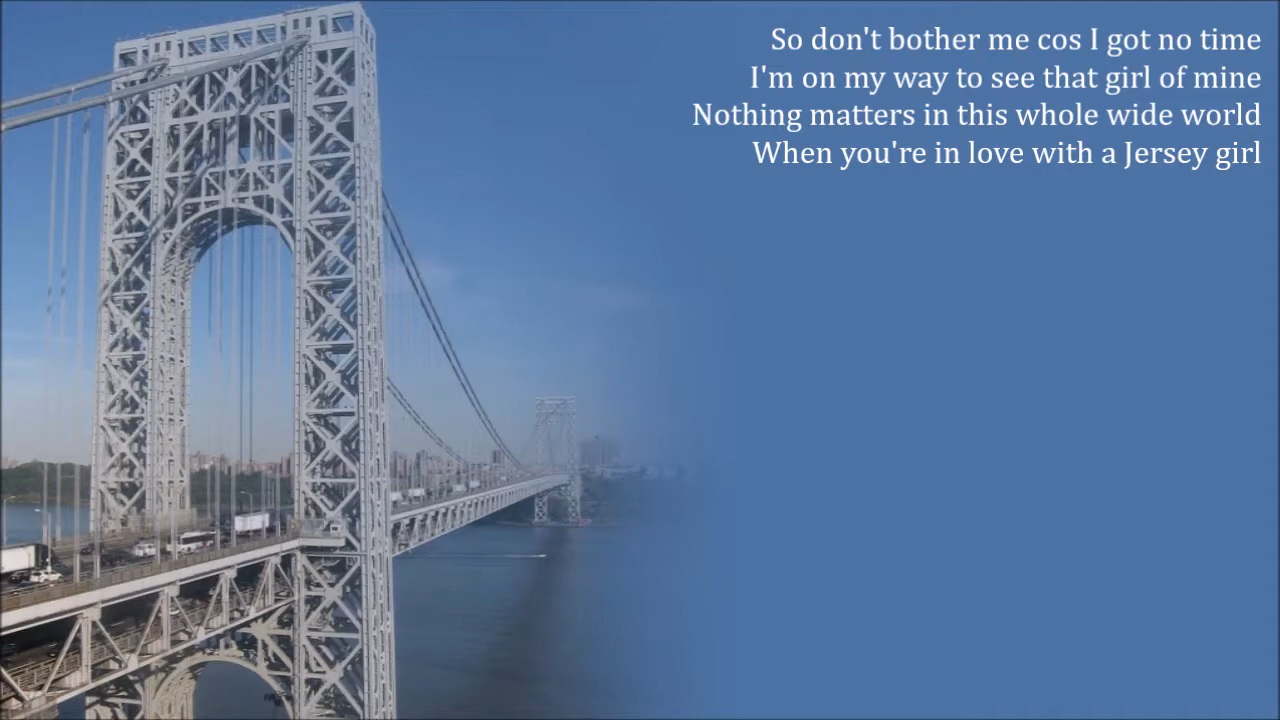 So don't bother me cos I got no time
I'm on my way to see that girl of mine
Nothing matters in this whole wide world
When you're in love with a Jersey girl